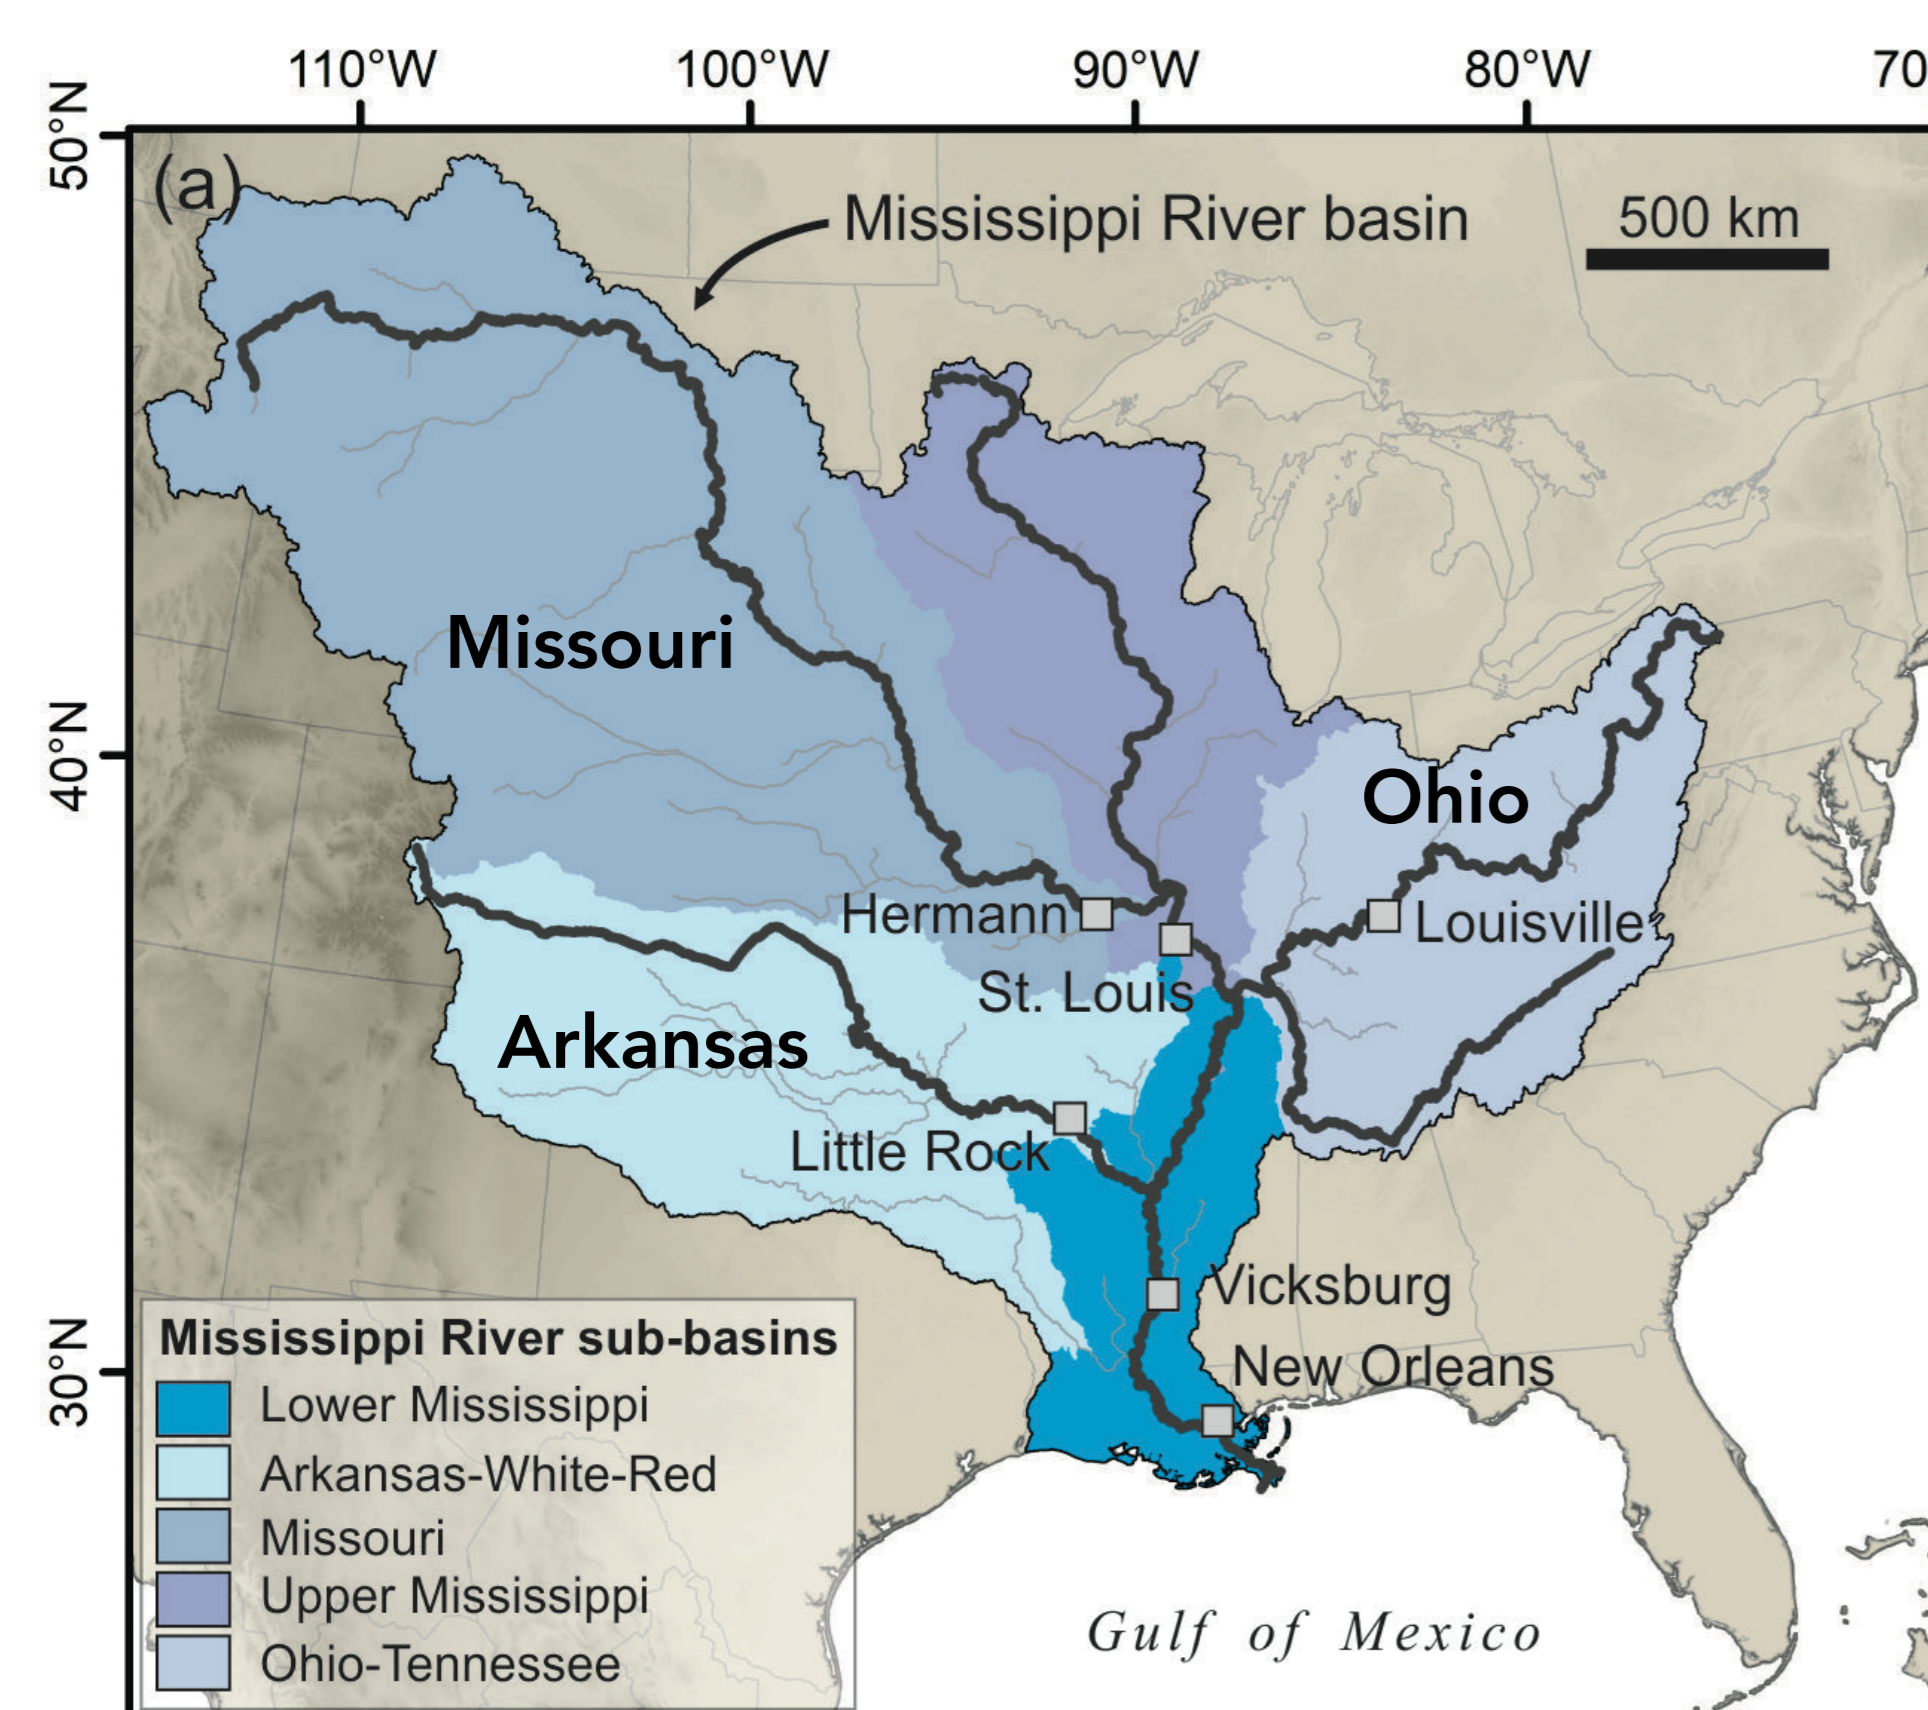 110°W
100°W
90°W
80°W
70
50°N
40°N
30°N
(a)
Mississippi River basin
500 km
Missouri
Ohio
Hermann
Louisville
St. Louis
Arkansas
Little Rock
Vicksburg
New Orleans
Mississippi River sub-basins
Lower Mississippi
Arkansas-White-Red
Missouri
Upper Mississippi
Ohio-Tennessee
Gulf of Mexico